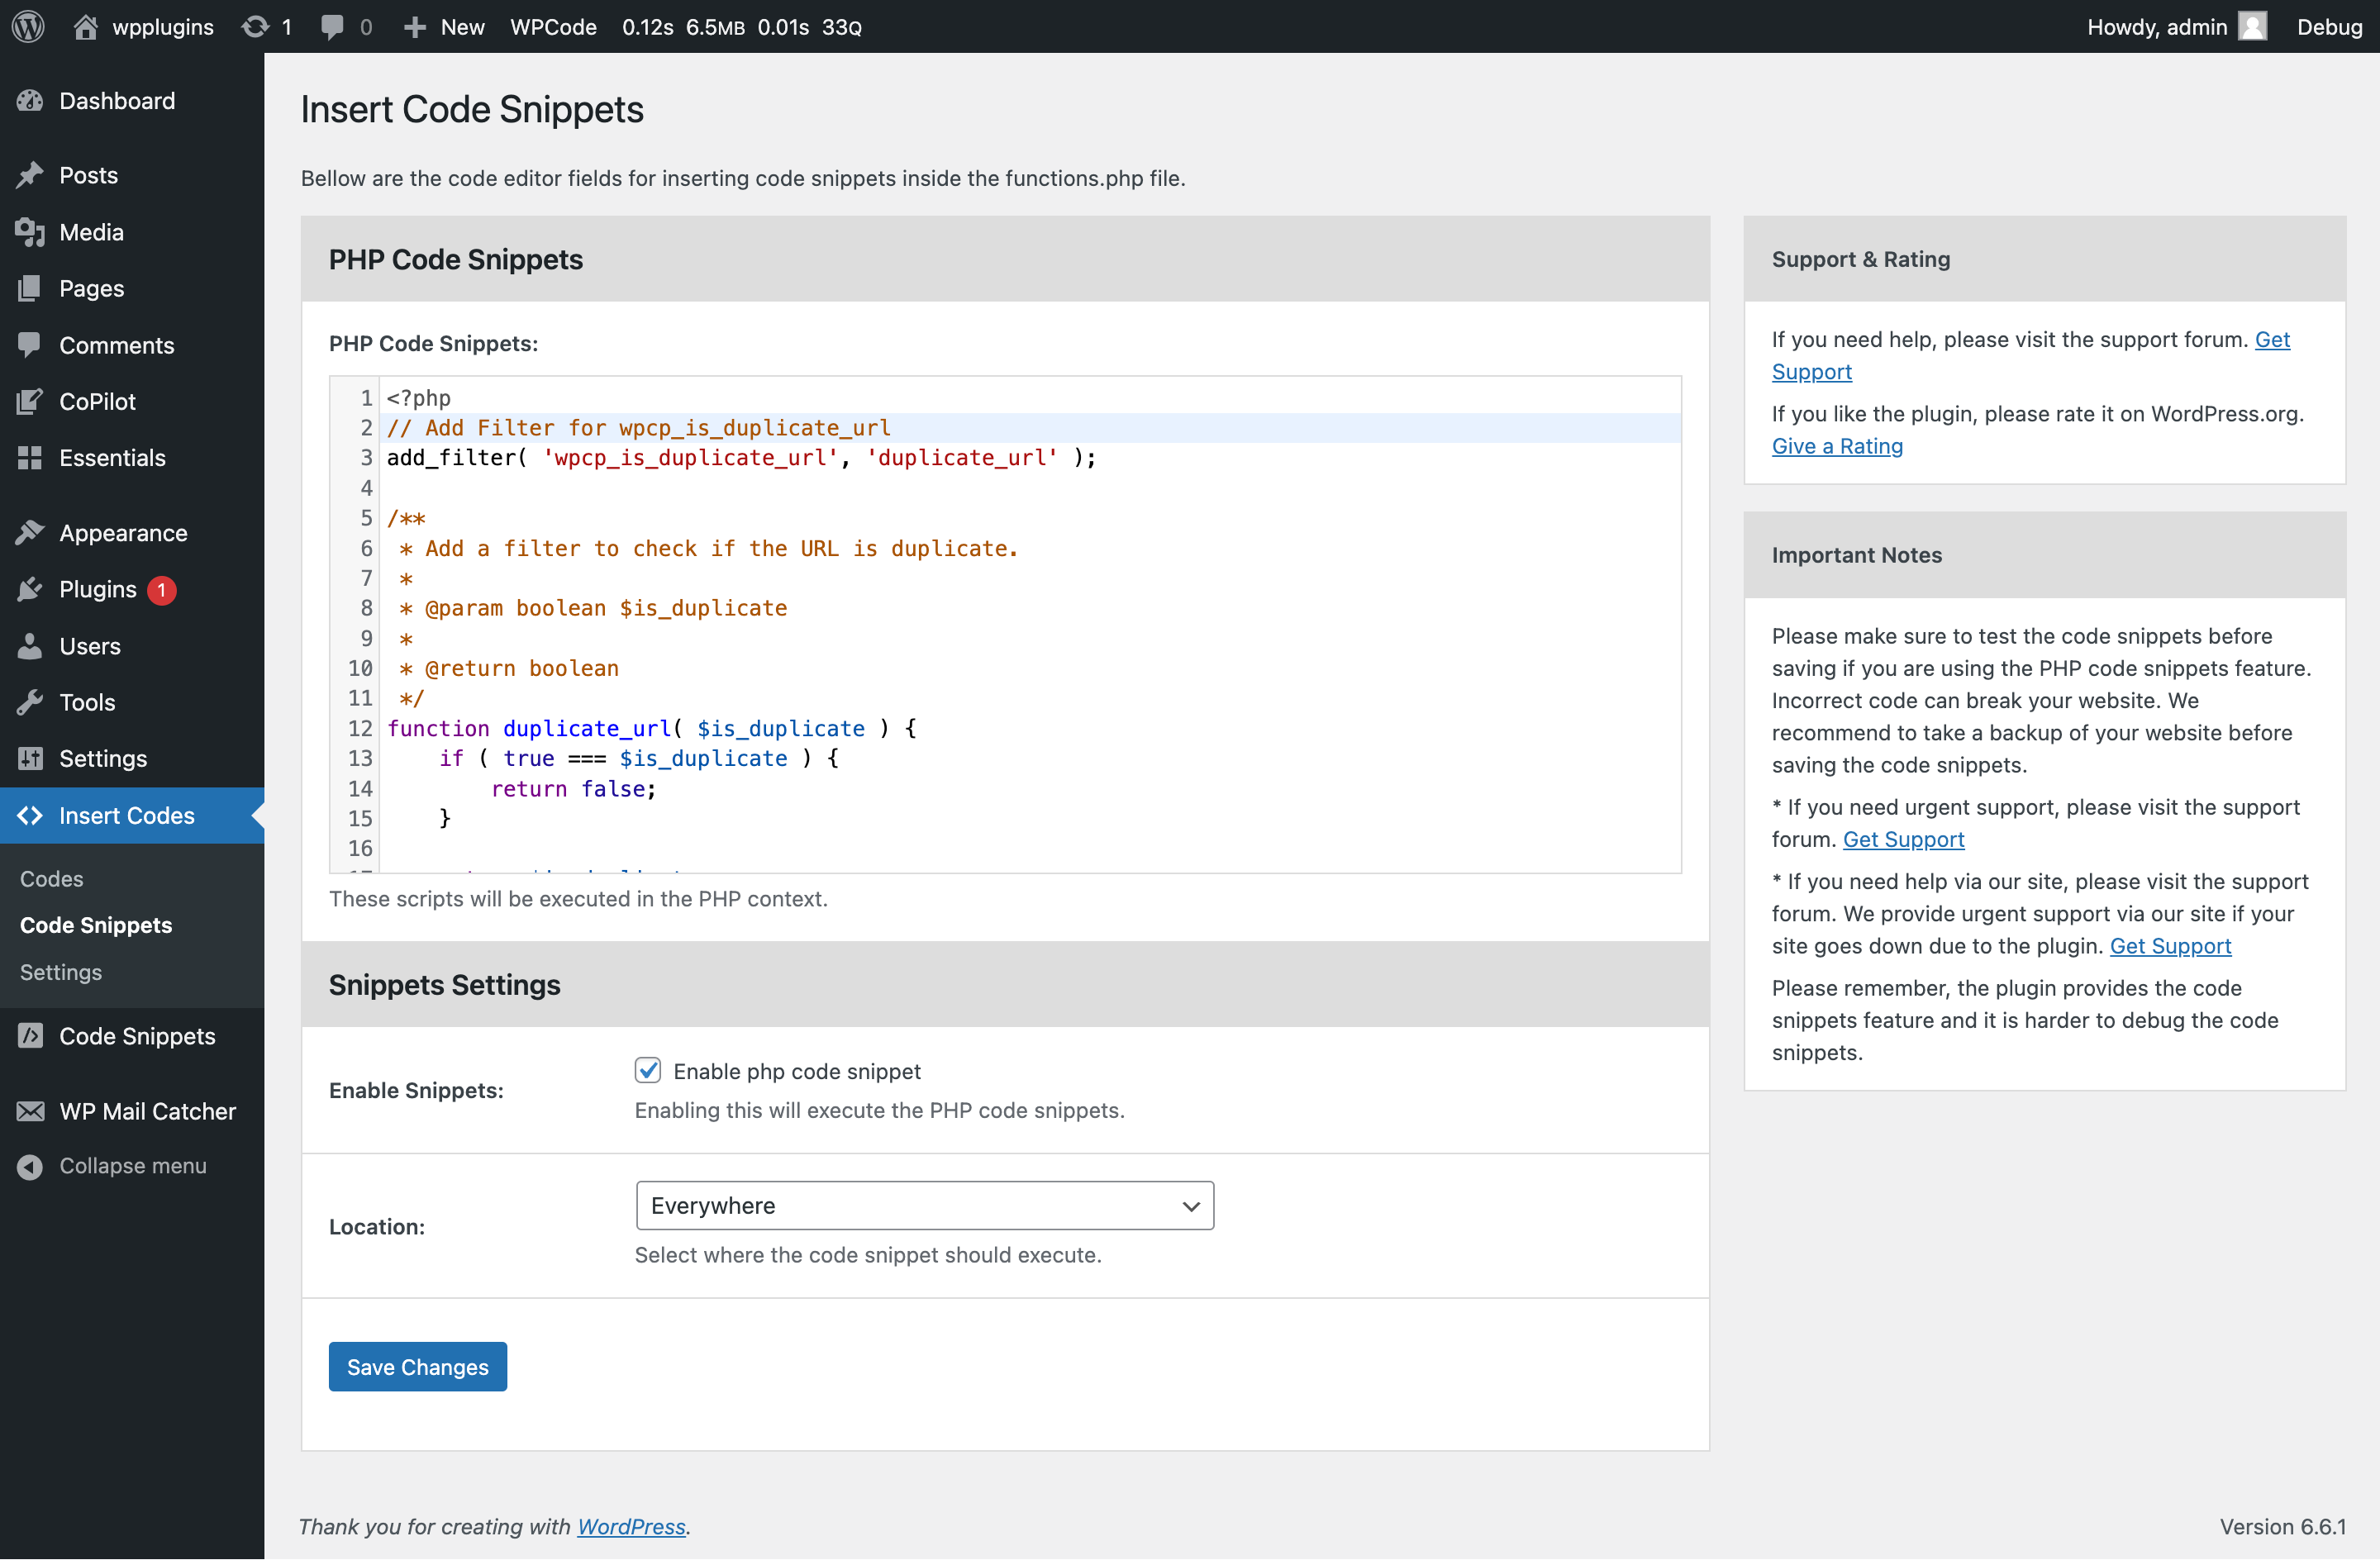 wpplugins 1 0 New WPCode 0.12s 6.5MB 0.01s 33Q Howdy, admin Debug
Dashboard
Posts
Media
Pages
Comments
CoPilot
Essentials
Appearance
Plugins 1
Users
Tools
Settings
Insert Codes
Codes
Code Snippets
Settings
Code Snippets
WP Mail Catcher
Collapse menu
Insert Code Snippets
Bellow are the code editor fields for inserting code snippets inside the functions.php file.
PHP Code Snippets
PHP Code Snippets:
1 <?php
2 // Add Filter for wpcp_is_duplicate_url
3 add_filter( 'wpcp_is_duplicate_url', 'duplicate_url' );
4
5 /**
6 * Add a filter to check if the URL is duplicate.
7 *
8 * @param boolean $is_duplicate
9 *
10 * @return boolean
11 */
12 function duplicate_url( $is_duplicate ) {
13 if ( true === $is_duplicate ) {
14 return false;
15 }
16
These scripts will be executed in the PHP context.
Snippets Settings
Enable Snippets:
Enable php code snippet
Enabling this will execute the PHP code snippets.
Location:
Everywhere
Select where the code snippet should execute.
Save Changes
Support & Rating
If you need help, please visit the support forum. Get
Support
If you like the plugin, please rate it on WordPress.org.
Give a Rating
Important Notes
Please make sure to test the code snippets before
saving if you are using the PHP code snippets feature.
Incorrect code can break your website. We
recommend to take a backup of your website before
saving the code snippets.
* If you need urgent support, please visit the support
forum. Get Support
* If you need help via our site, please visit the support
forum. We provide urgent support via our site if your
site goes down due to the plugin. Get Support
Please remember, the plugin provides the code
snippets feature and it is harder to debug the code
snippets.
Thank you for creating with WordPress.
Version 6.6.1